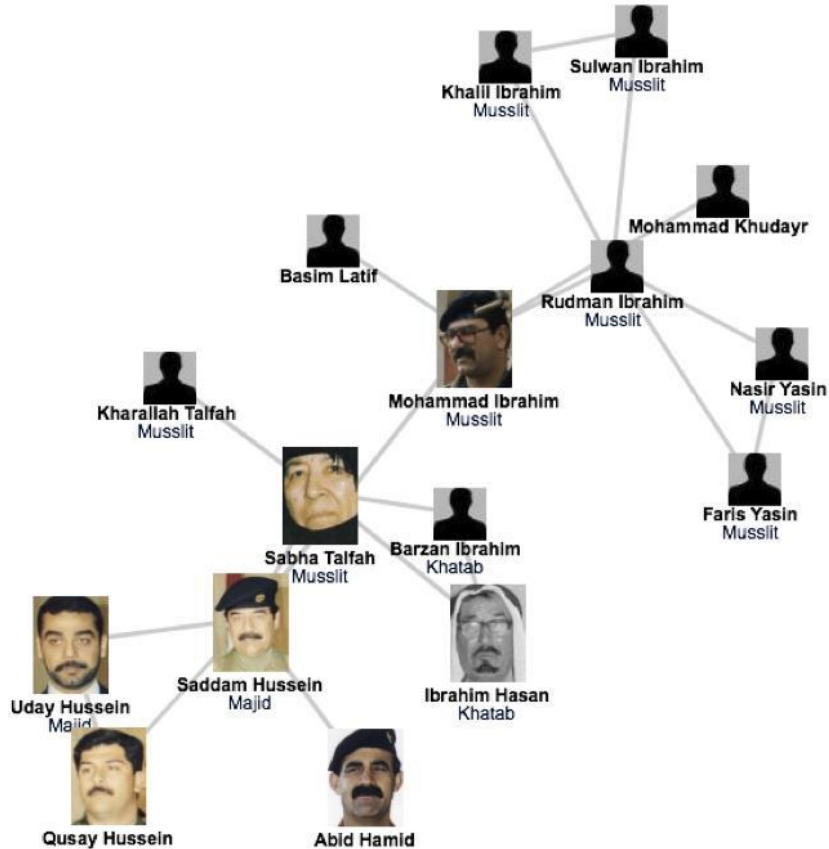 Sulwan Ibrahim
Musslit
Khalil Ibrahim
Musslit
Mohammad Khudayr
Basim Latif
Rudman Ibrahim
Musslit
Nasir Yasin
Musslit
Mohammad Ibrahim
Musslit
Kharallah Talfah
Musslit
Faris Yasin
Musslit
Barzan Ibrahim
Khatab
Sabha Talfah
Musslit
Saddam Hussein
Majid
Ibrahim Hasan
Khatab
Uday Hussein
Majid
Qusay Hussein
Abid Hamid